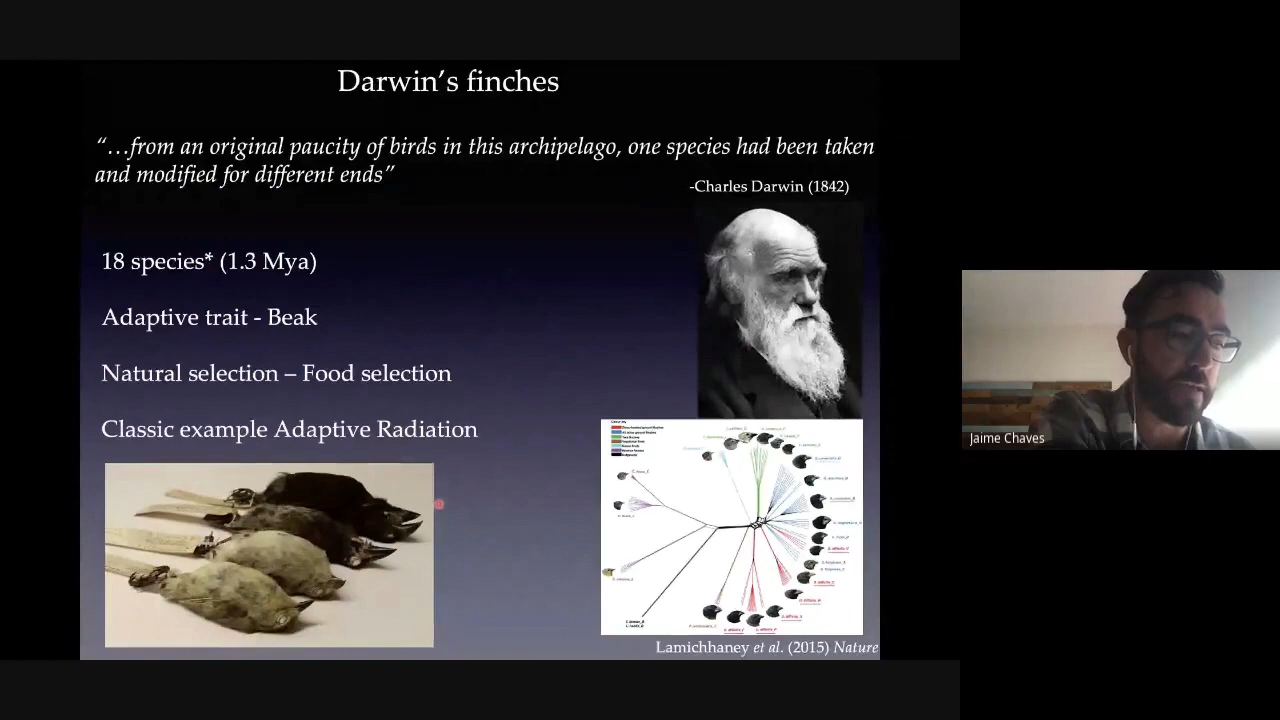 Darwin’s finches
“…from an original paucity of birds in this archipelago, one species had been taken
and modified for different ends”
-Charles Darwin (1842)
18 species* (1.3 Mya)
Adaptive trait - Beak
Natural selection – Food selection
Classic example Adaptive Radiation
Lamichhaney et al. (2015) Nature
Jaime Chaves